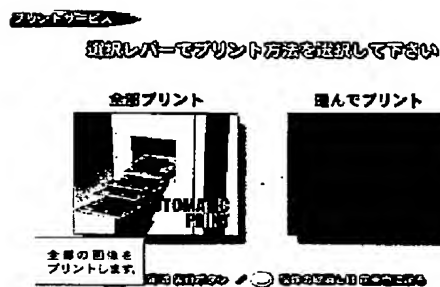 プリントサービス
選択レバーでプリント方法を選択して下さい
全部プリント
選んでプリント
AUTOMATIC
PRINT
全部の画像を
プリントします。